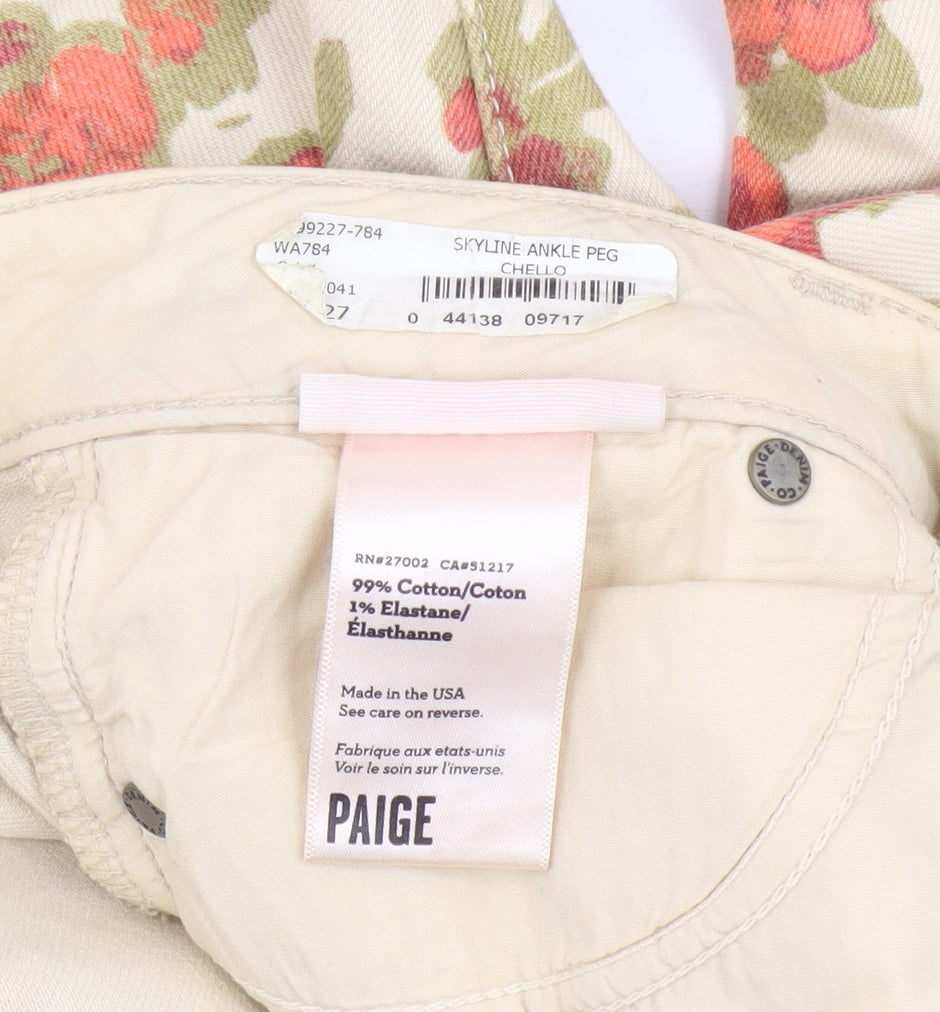 99227-784
WA784
SKYLINE ANKLE PEG
CHELLO
041
27
0 44138 09717
PAIGE·DENIM·CO·
RN#27002 CA#51217
99% Cotton/Coton
1% Elastane/
Élasthanne
Made in the USA
See care on reverse.
Fabrique aux etats-unis
Voir le soin sur l'inverse.
PAIGE